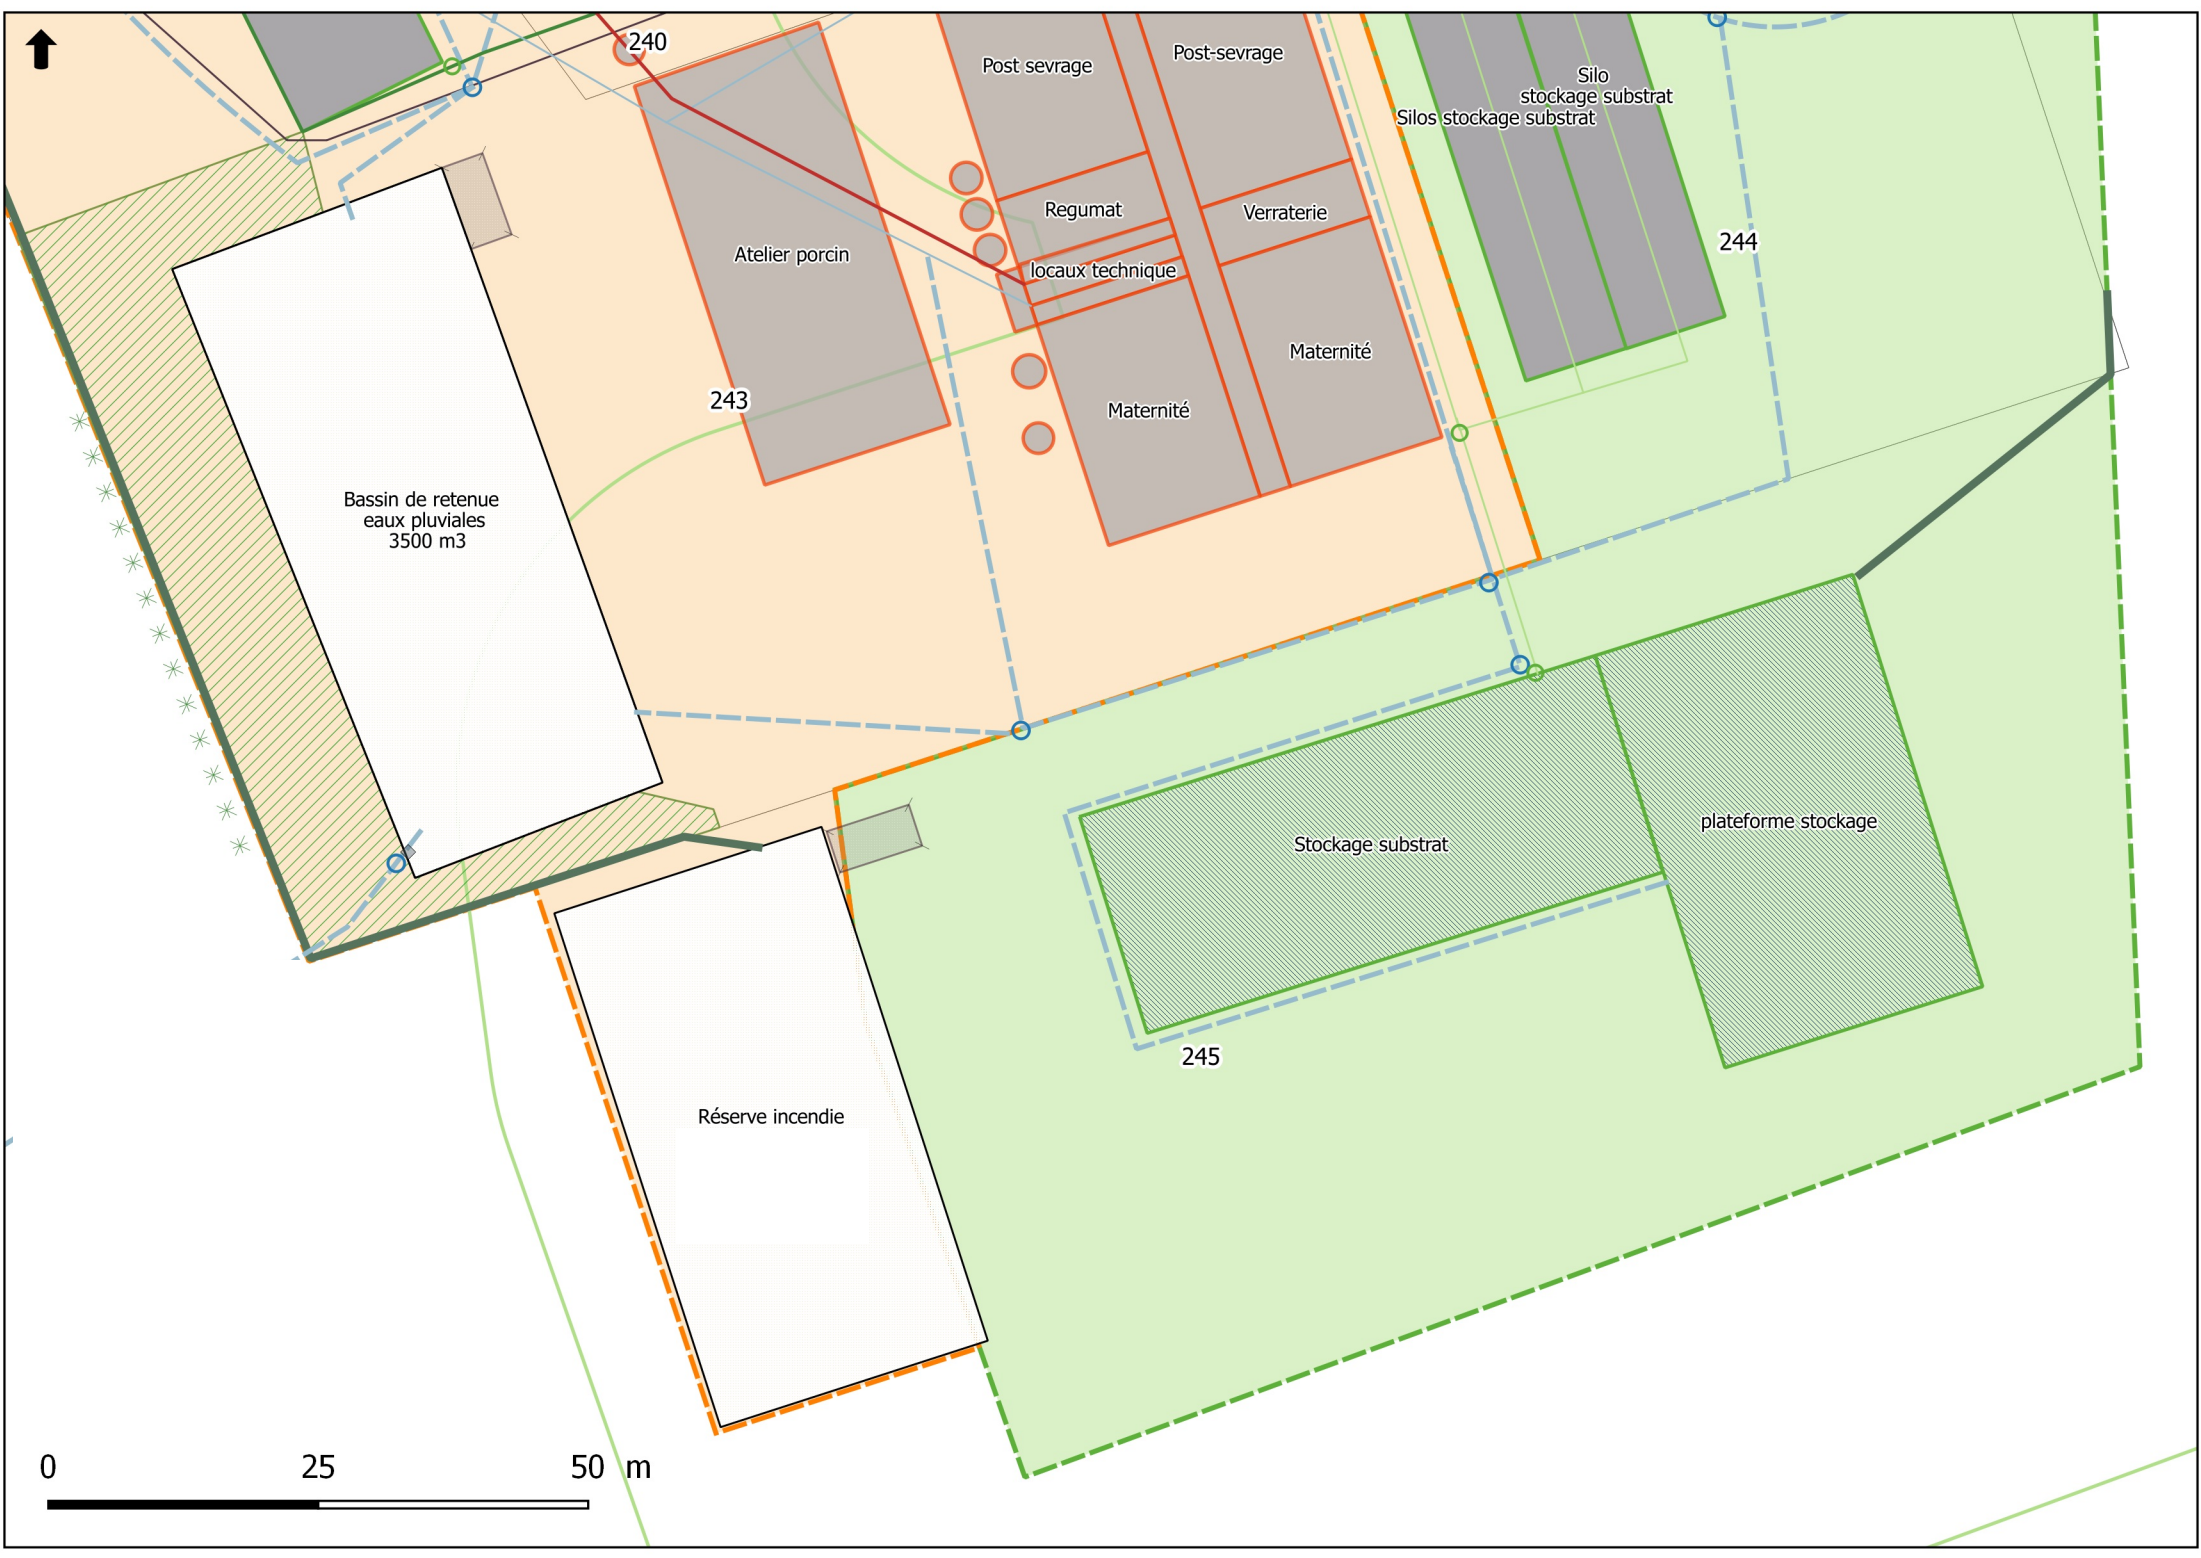 240
Post sevrage
Post-sevrage
Silo
stockage substrat
Silos stockage substrat
Regumat
Verraterie
244
Atelier porcin
locaux technique
Maternité
243
Maternité
Bassin de retenue
eaux pluviales
3500 m3
plateforme stockage
Stockage substrat
245
Réserve incendie
0 25 50 m